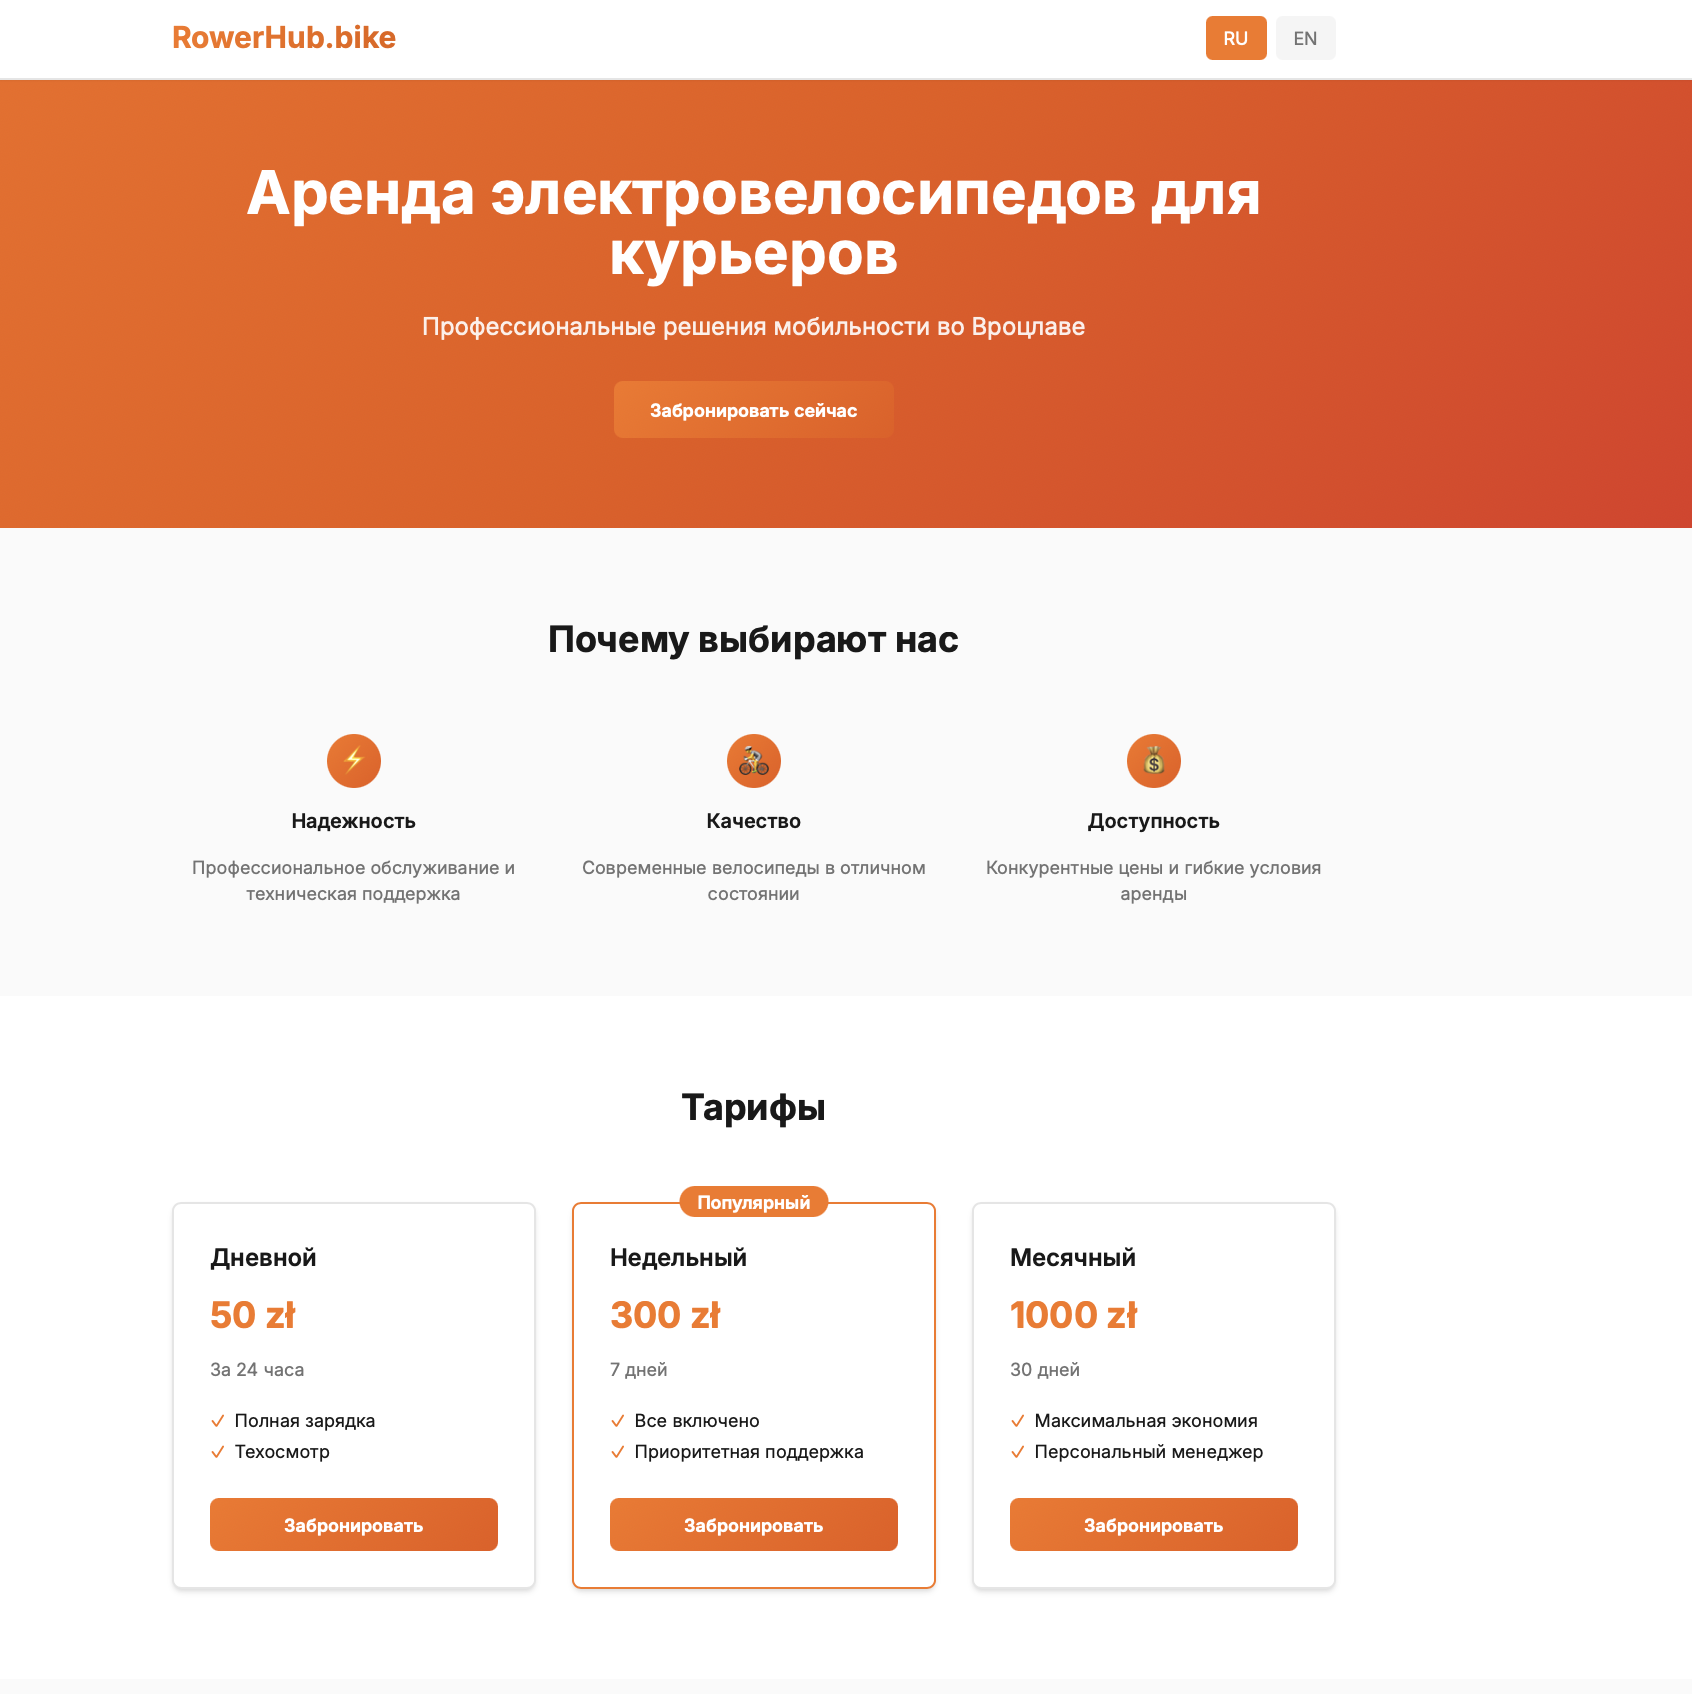 RowerHub.bike
RU
EN
Аренда электровелосипедов для
курьеров
Профессиональные решения мобильности во Вроцлаве
Забронировать сейчас
Почему выбирают нас
Надежность
Профессиональное обслуживание и
техническая поддержка
Качество
Современные велосипеды в отличном
состоянии
Доступность
Конкурентные цены и гибкие условия
аренды
Тарифы
Дневной
50 zł
За 24 часа
✓ Полная зарядка
✓ Техосмотр
Забронировать
Популярный
Недельный
300 zł
7 дней
✓ Все включено
✓ Приоритетная поддержка
Забронировать
Месячный
1000 zł
30 дней
✓ Максимальная экономия
✓ Персональный менеджер
Забронировать